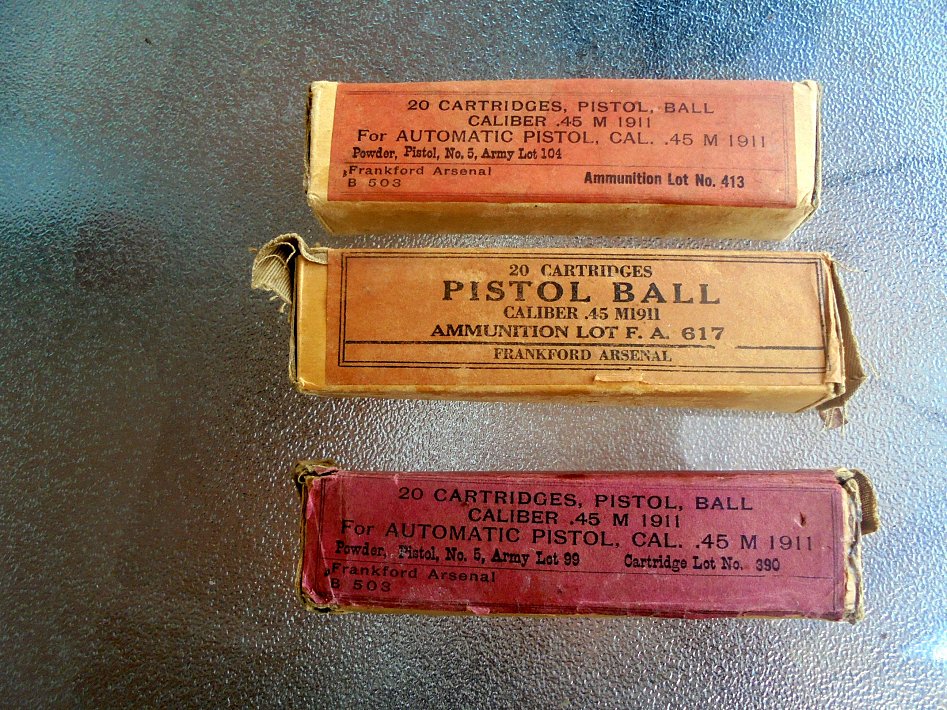 20 CARTRIDGES, PISTOL, BALL
CALIBER .45 M 1911
For AUTOMATIC PISTOL, CAL. .45 M 1911
Powder, Pistol, No. 5, Army Lot 104
Frankford Arsenal
B 503
Ammunition Lot No. 413
20 CARTRIDGES
PISTOL BALL
CALIBER .45 M1911
AMMUNITION LOT F. A. 617
FRANKFORD ARSENAL
20 CARTRIDGES, PISTOL, BALL
CALIBER .45 M 1911
For AUTOMATIC PISTOL, CAL. .45 M 1911
Powder, Pistol, No. 5, Army Lot 99 Cartridge Lot No. 390
Frankford Arsenal
B 503